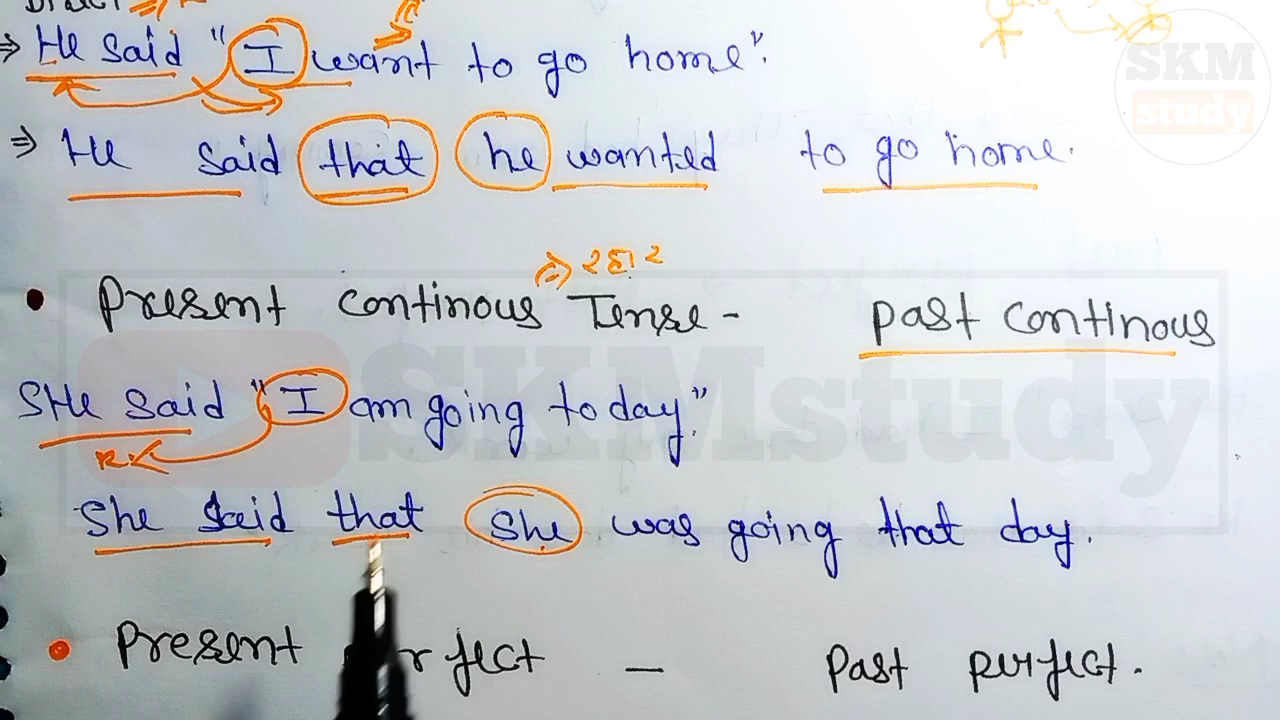 ⇒ He said "I want to go home".
SKM
study
⇒ He said that he wanted to go home.
• Present continous Tense - past continous
SKMstudy
SHe said "I am going today."
She said that she was going that day.
• Present — Past perfect.